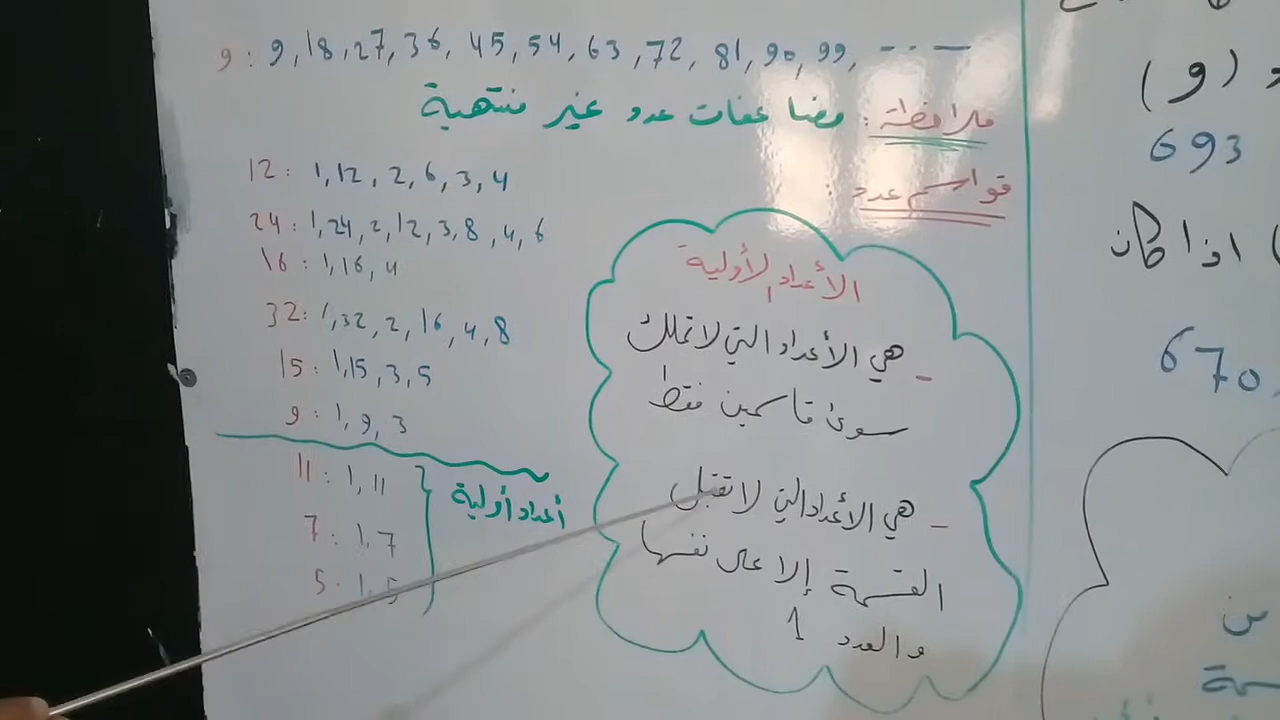 9 : 9, 18, 27, 36, 45, 54, 63, 72, 81, 90, 99, - - - —
ملاحظة : مضاعفات عدد غير منتهية
قواسم عدد :
12 : 1, 12, 2, 6, 3, 4
24 : 1, 24, 2, 12, 3, 8, 4, 6
16 : 1, 16, 4
32 : 1, 32, 2, 16, 4, 8
15 : 1, 15, 3, 5
9 : 1, 9, 3
11 : 1, 11
7 : 1, 7
5 : 1, 5
أعداد أولية
الأعداد الأولية
- هي الأعداد التي لا تملك
سوى قاسمين فقط
- هي الأعداد التي لا تقبل
القسمة إلا على نفسها
والعدد 1
(و)
693
اذا كان
670
من